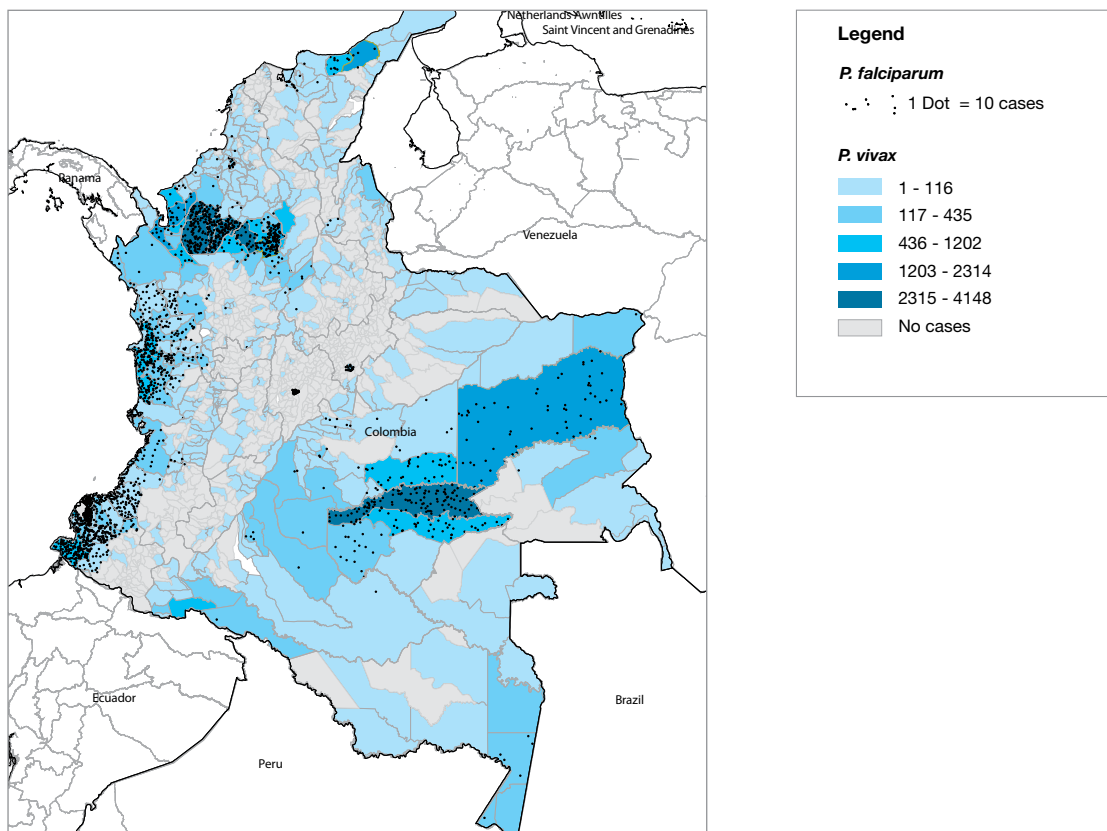 Netherlands Awntilles
Saint Vincent and Grenadines
Panama
Venezuela
Colombia
Ecuador
Brazil
Peru
Legend
P. falciparum
1 Dot = 10 cases
P. vivax
1 - 116
117 - 435
436 - 1202
1203 - 2314
2315 - 4148
No cases